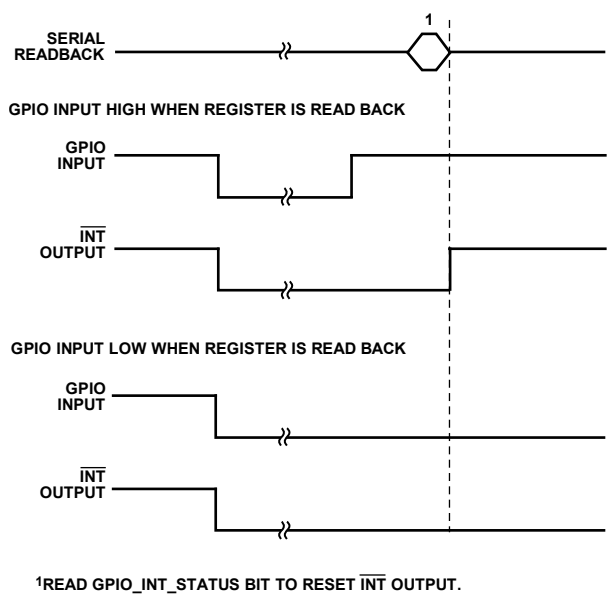 1
SERIAL
READBACK
GPIO INPUT HIGH WHEN REGISTER IS READ BACK
GPIO
INPUT
INT
OUTPUT
GPIO INPUT LOW WHEN REGISTER IS READ BACK
GPIO
INPUT
INT
OUTPUT
1READ GPIO_INT_STATUS BIT TO RESET INT OUTPUT.